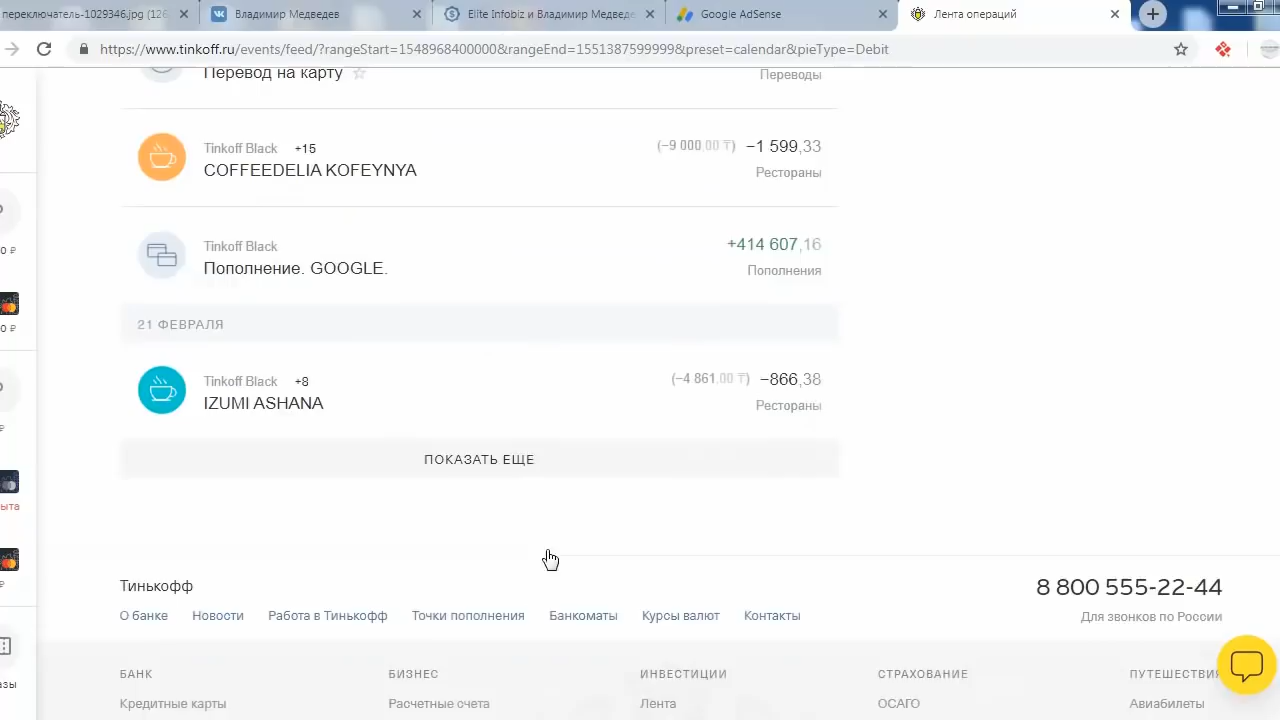 переключатель-1029346.jpg (126
Владимир Медведев
Elite Infobiz и Владимир Медведе
Google AdSense
Лента операций
https://www.tinkoff.ru/events/feed/?rangeStart=1548968400000&rangeEnd=1551387599999&preset=calendar&pieType=Debit
Перевод на карту
Переводы
Tinkoff Black +15 (−9 000.00 ₸) −1 599,33
COFFEEDELIA KOFEYNYA
Рестораны
0 ₽
Tinkoff Black +414 607,16
Пополнение. GOOGLE.
Пополнения
0 ₽
21 ФЕВРАЛЯ
Tinkoff Black +8 (−4 861.00 ₸) −866,38
IZUMI ASHANA
Рестораны
₽
ПОКАЗАТЬ ЕЩЕ
ыта
₽
Тинькофф
8 800 555-22-44
О банке Новости Работа в Тинькофф Точки пополнения Банкоматы Курсы валют Контакты
Для звонков по России
БАНК БИЗНЕС ИНВЕСТИЦИИ СТРАХОВАНИЕ ПУТЕШЕСТВИЯ
азы
Кредитные карты Расчетные счета Лента ОСАГО Авиабилеты